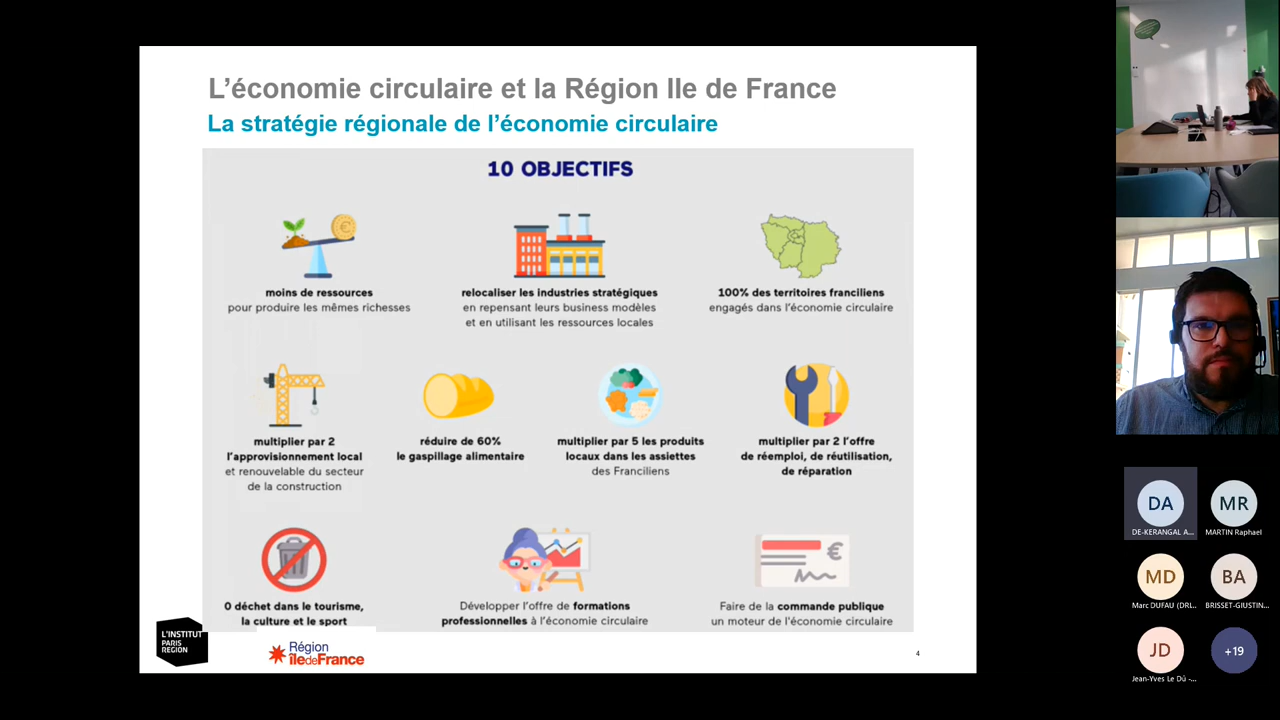 L'économie circulaire et la Région Ile de France
La stratégie régionale de l'économie circulaire
10 OBJECTIFS
moins de ressources
pour produire les mêmes richesses
relocaliser les industries stratégiques
en repensant leurs business modèles
et en utilisant les ressources locales
100% des territoires franciliens
engagés dans l'économie circulaire
multiplier par 2
l'approvisionnement local
et renouvelable du secteur
de la construction
réduire de 60%
le gaspillage alimentaire
multiplier par 5 les produits
locaux dans les assiettes
des Franciliens
multiplier par 2 l'offre
de réemploi, de réutilisation,
de réparation
0 déchet dans le tourisme,
la culture et le sport
Développer l'offre de formations
professionnelles à l'économie circulaire
Faire de la commande publique
un moteur de l'économie circulaire
€
L'INSTITUT
PARIS
REGION
Région
îledeFrance
4
DA
DE-KERANGAL A...
MR
MARTIN Raphael
MD
Marc DUFAU (DRI...
BA
BRISSET-GIUSTIN...
JD
Jean-Yves Le Dû -...
+19